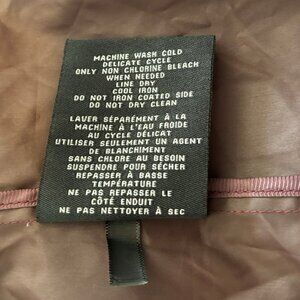 MACHINE WASH COLD
DELICATE CYCLE
ONLY NON CHLORINE BLEACH
WHEN NEEDED
LINE DRY
COOL IRON
DO NOT IRON COATED SIDE
DO NOT DRY CLEAN
LAVER SÉPARÉMENT À LA
MACHINE À L'EAU FROIDE
AU CYCLE DÉLICAT
UTILISER SEULEMENT UN AGENT
DE BLANCHIMENT
SANS CHLORE AU BESOIN
SUSPENDRE POUR SÉCHER
REPASSER À BASSE
TEMPÉRATURE
NE PAS REPASSER LE
CÔTÉ ENDUIT
NE PAS NETTOYER À SEC